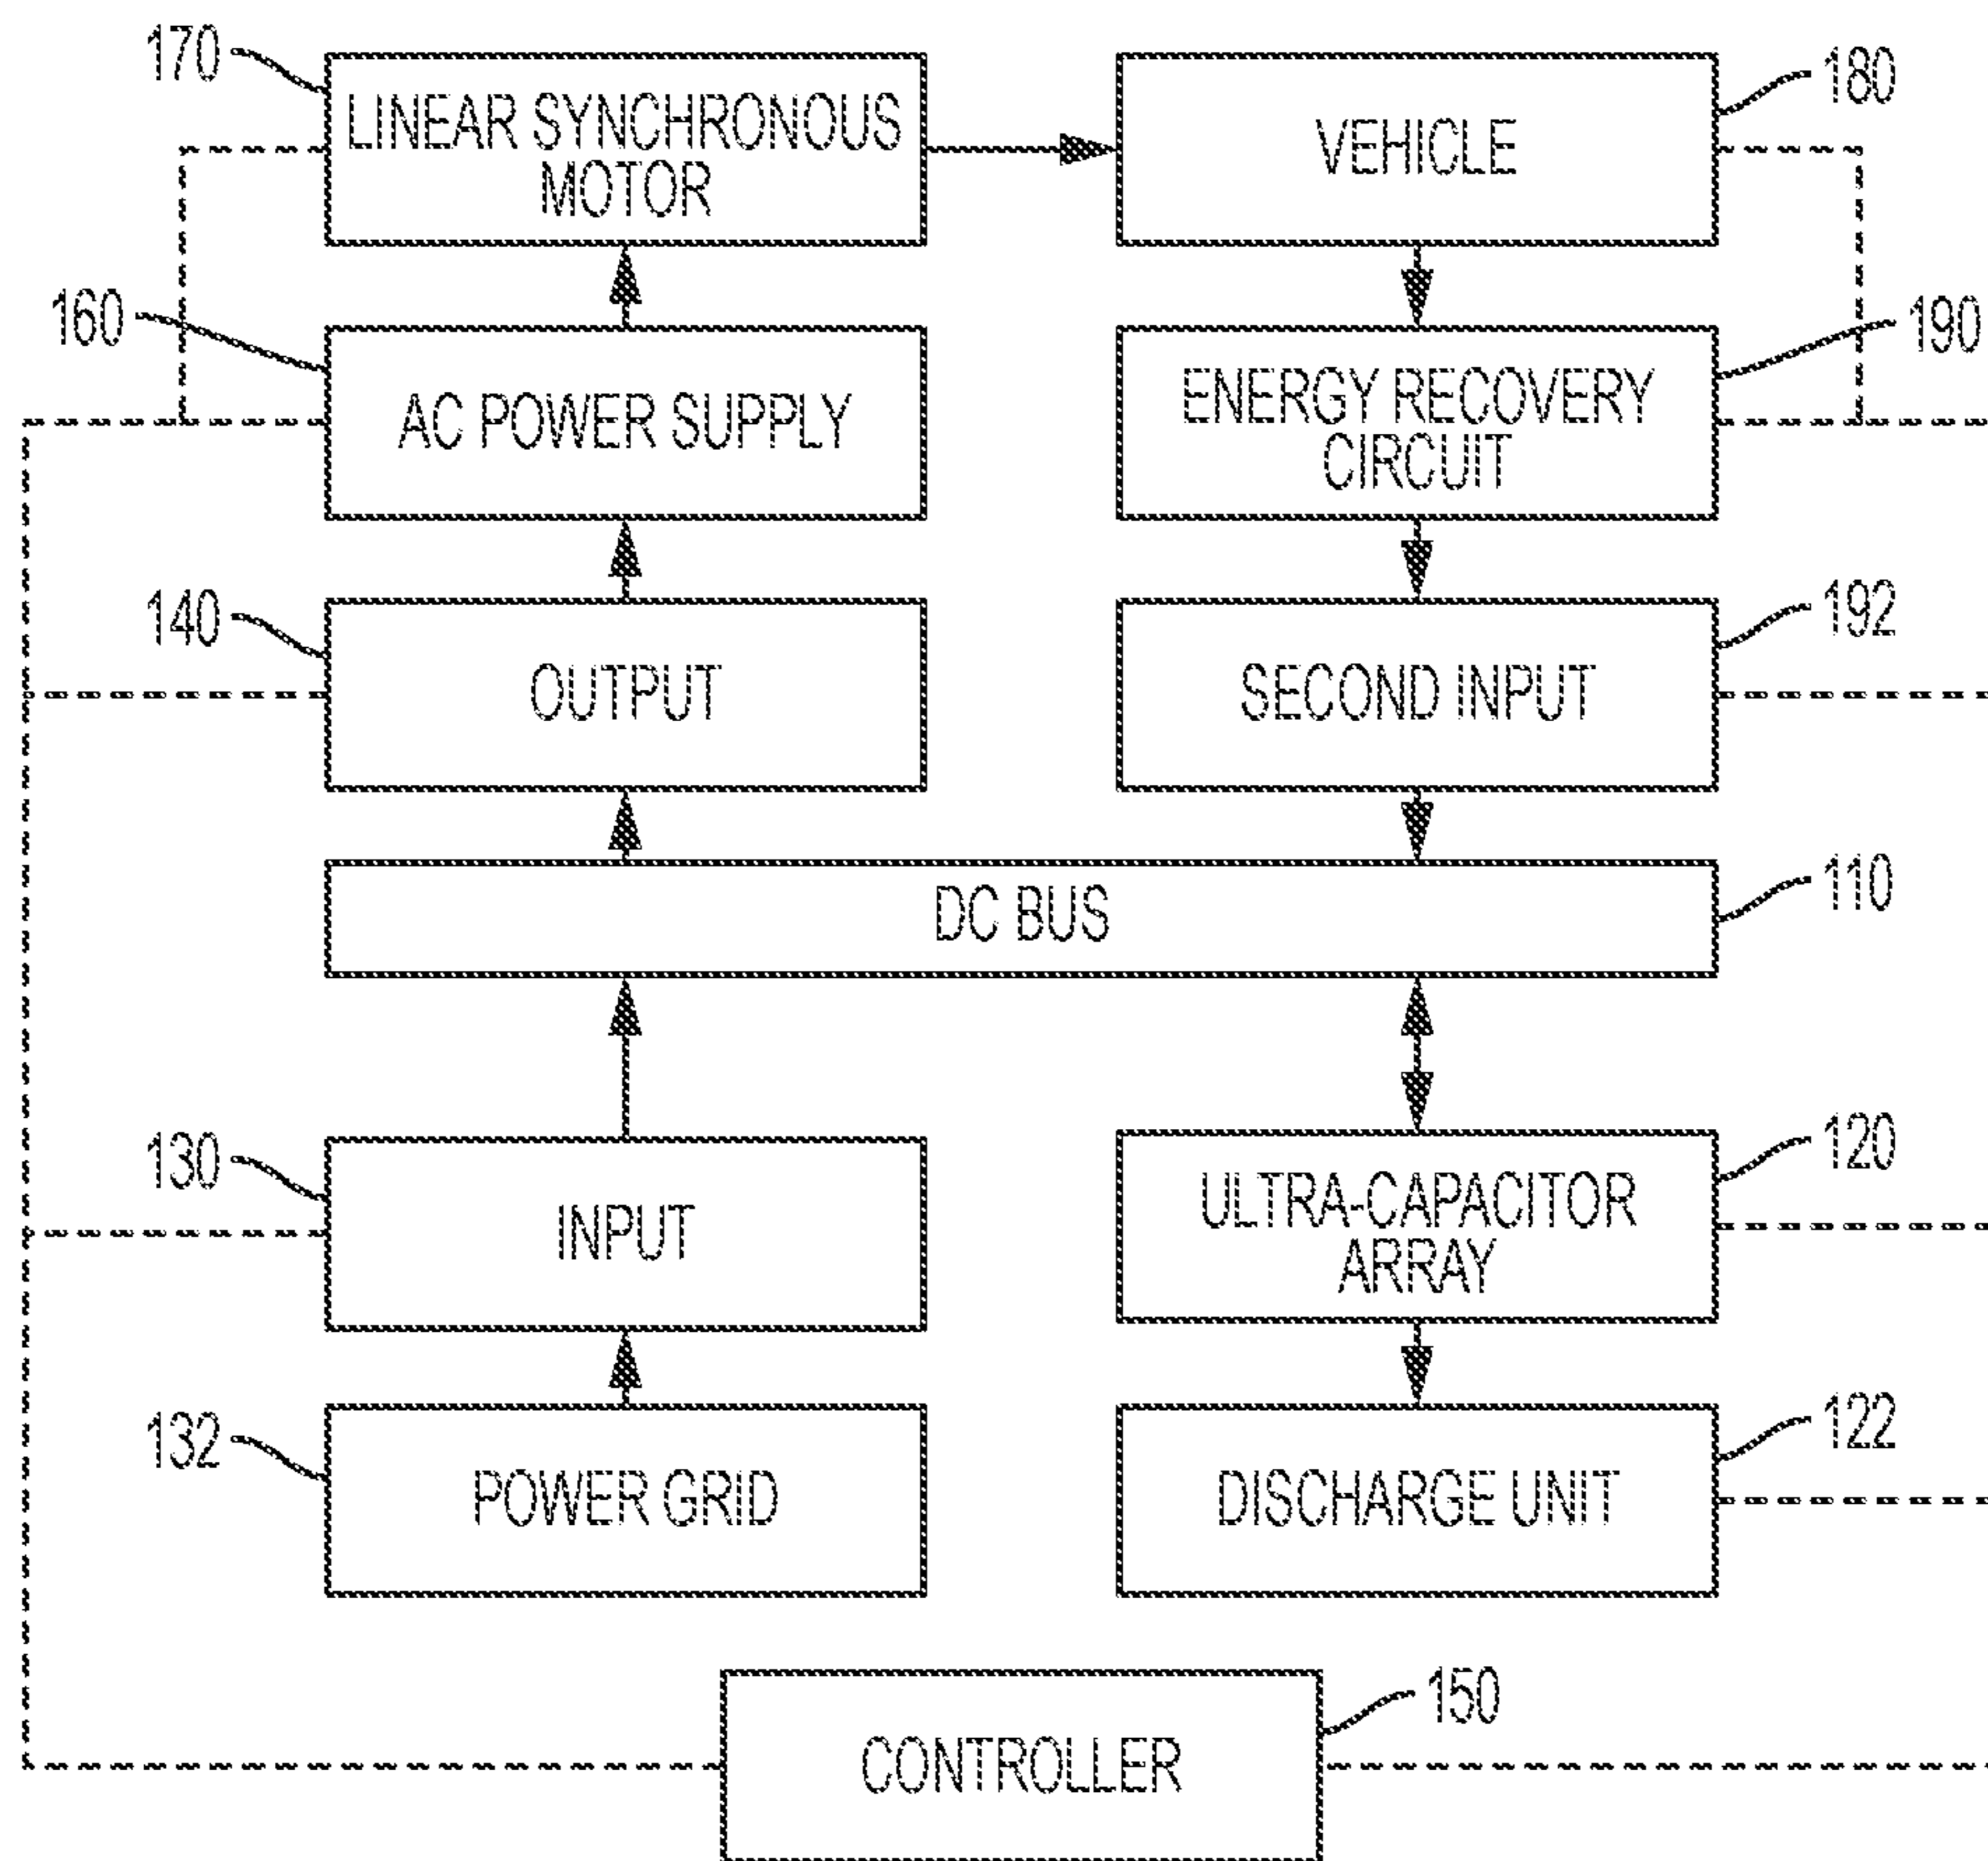 170
LINEAR SYNCHRONOUS
MOTOR
VEHICLE
180
160
AC POWER SUPPLY
ENERGY RECOVERY
CIRCUIT
190
140
OUTPUT
SECOND INPUT
192
DC BUS
110
130
INPUT
ULTRA-CAPACITOR
ARRAY
120
132
POWER GRID
DISCHARGE UNIT
122
CONTROLLER
150